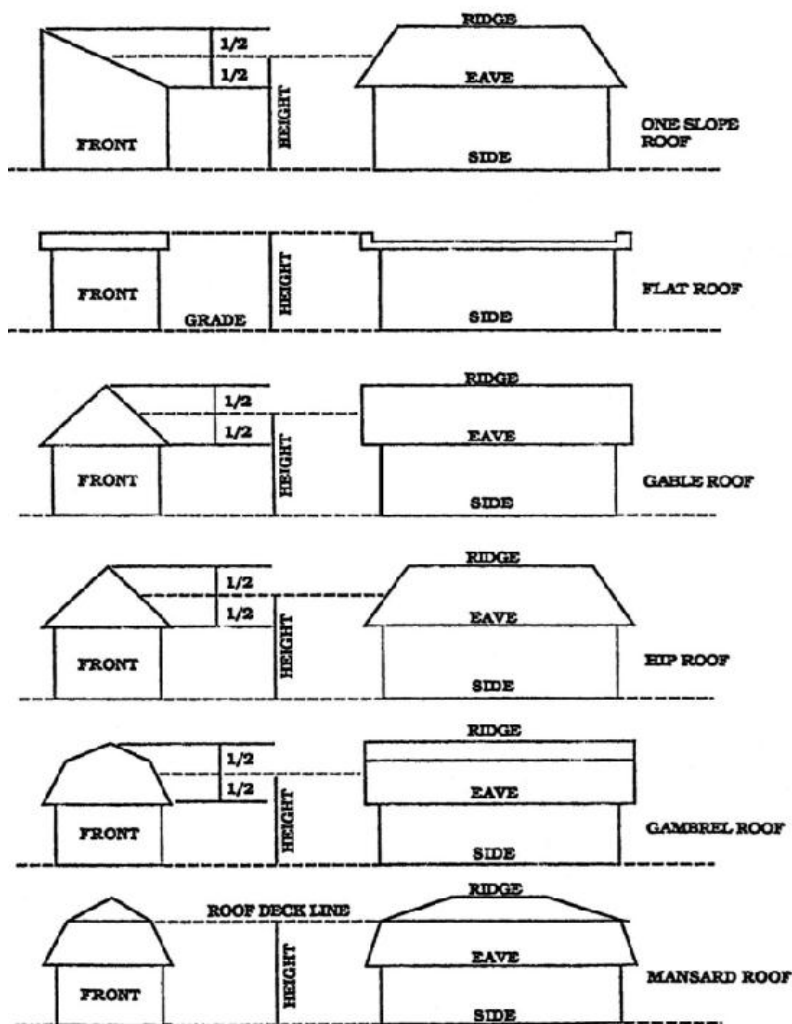 RIDGE
1/2
1/2
EAVE
HEIGHT
FRONT
SIDE
ONE SLOPE
ROOF
FRONT
HEIGHT
GRADE
SIDE
FLAT ROOF
RIDGE
1/2
1/2
EAVE
HEIGHT
FRONT
SIDE
GABLE ROOF
RIDGE
1/2
1/2
EAVE
HEIGHT
FRONT
SIDE
HIP ROOF
RIDGE
1/2
1/2
EAVE
HEIGHT
FRONT
SIDE
GAMBREL ROOF
RIDGE
ROOF DECK LINE
HEIGHT
EAVE
FRONT
SIDE
MANSARD ROOF